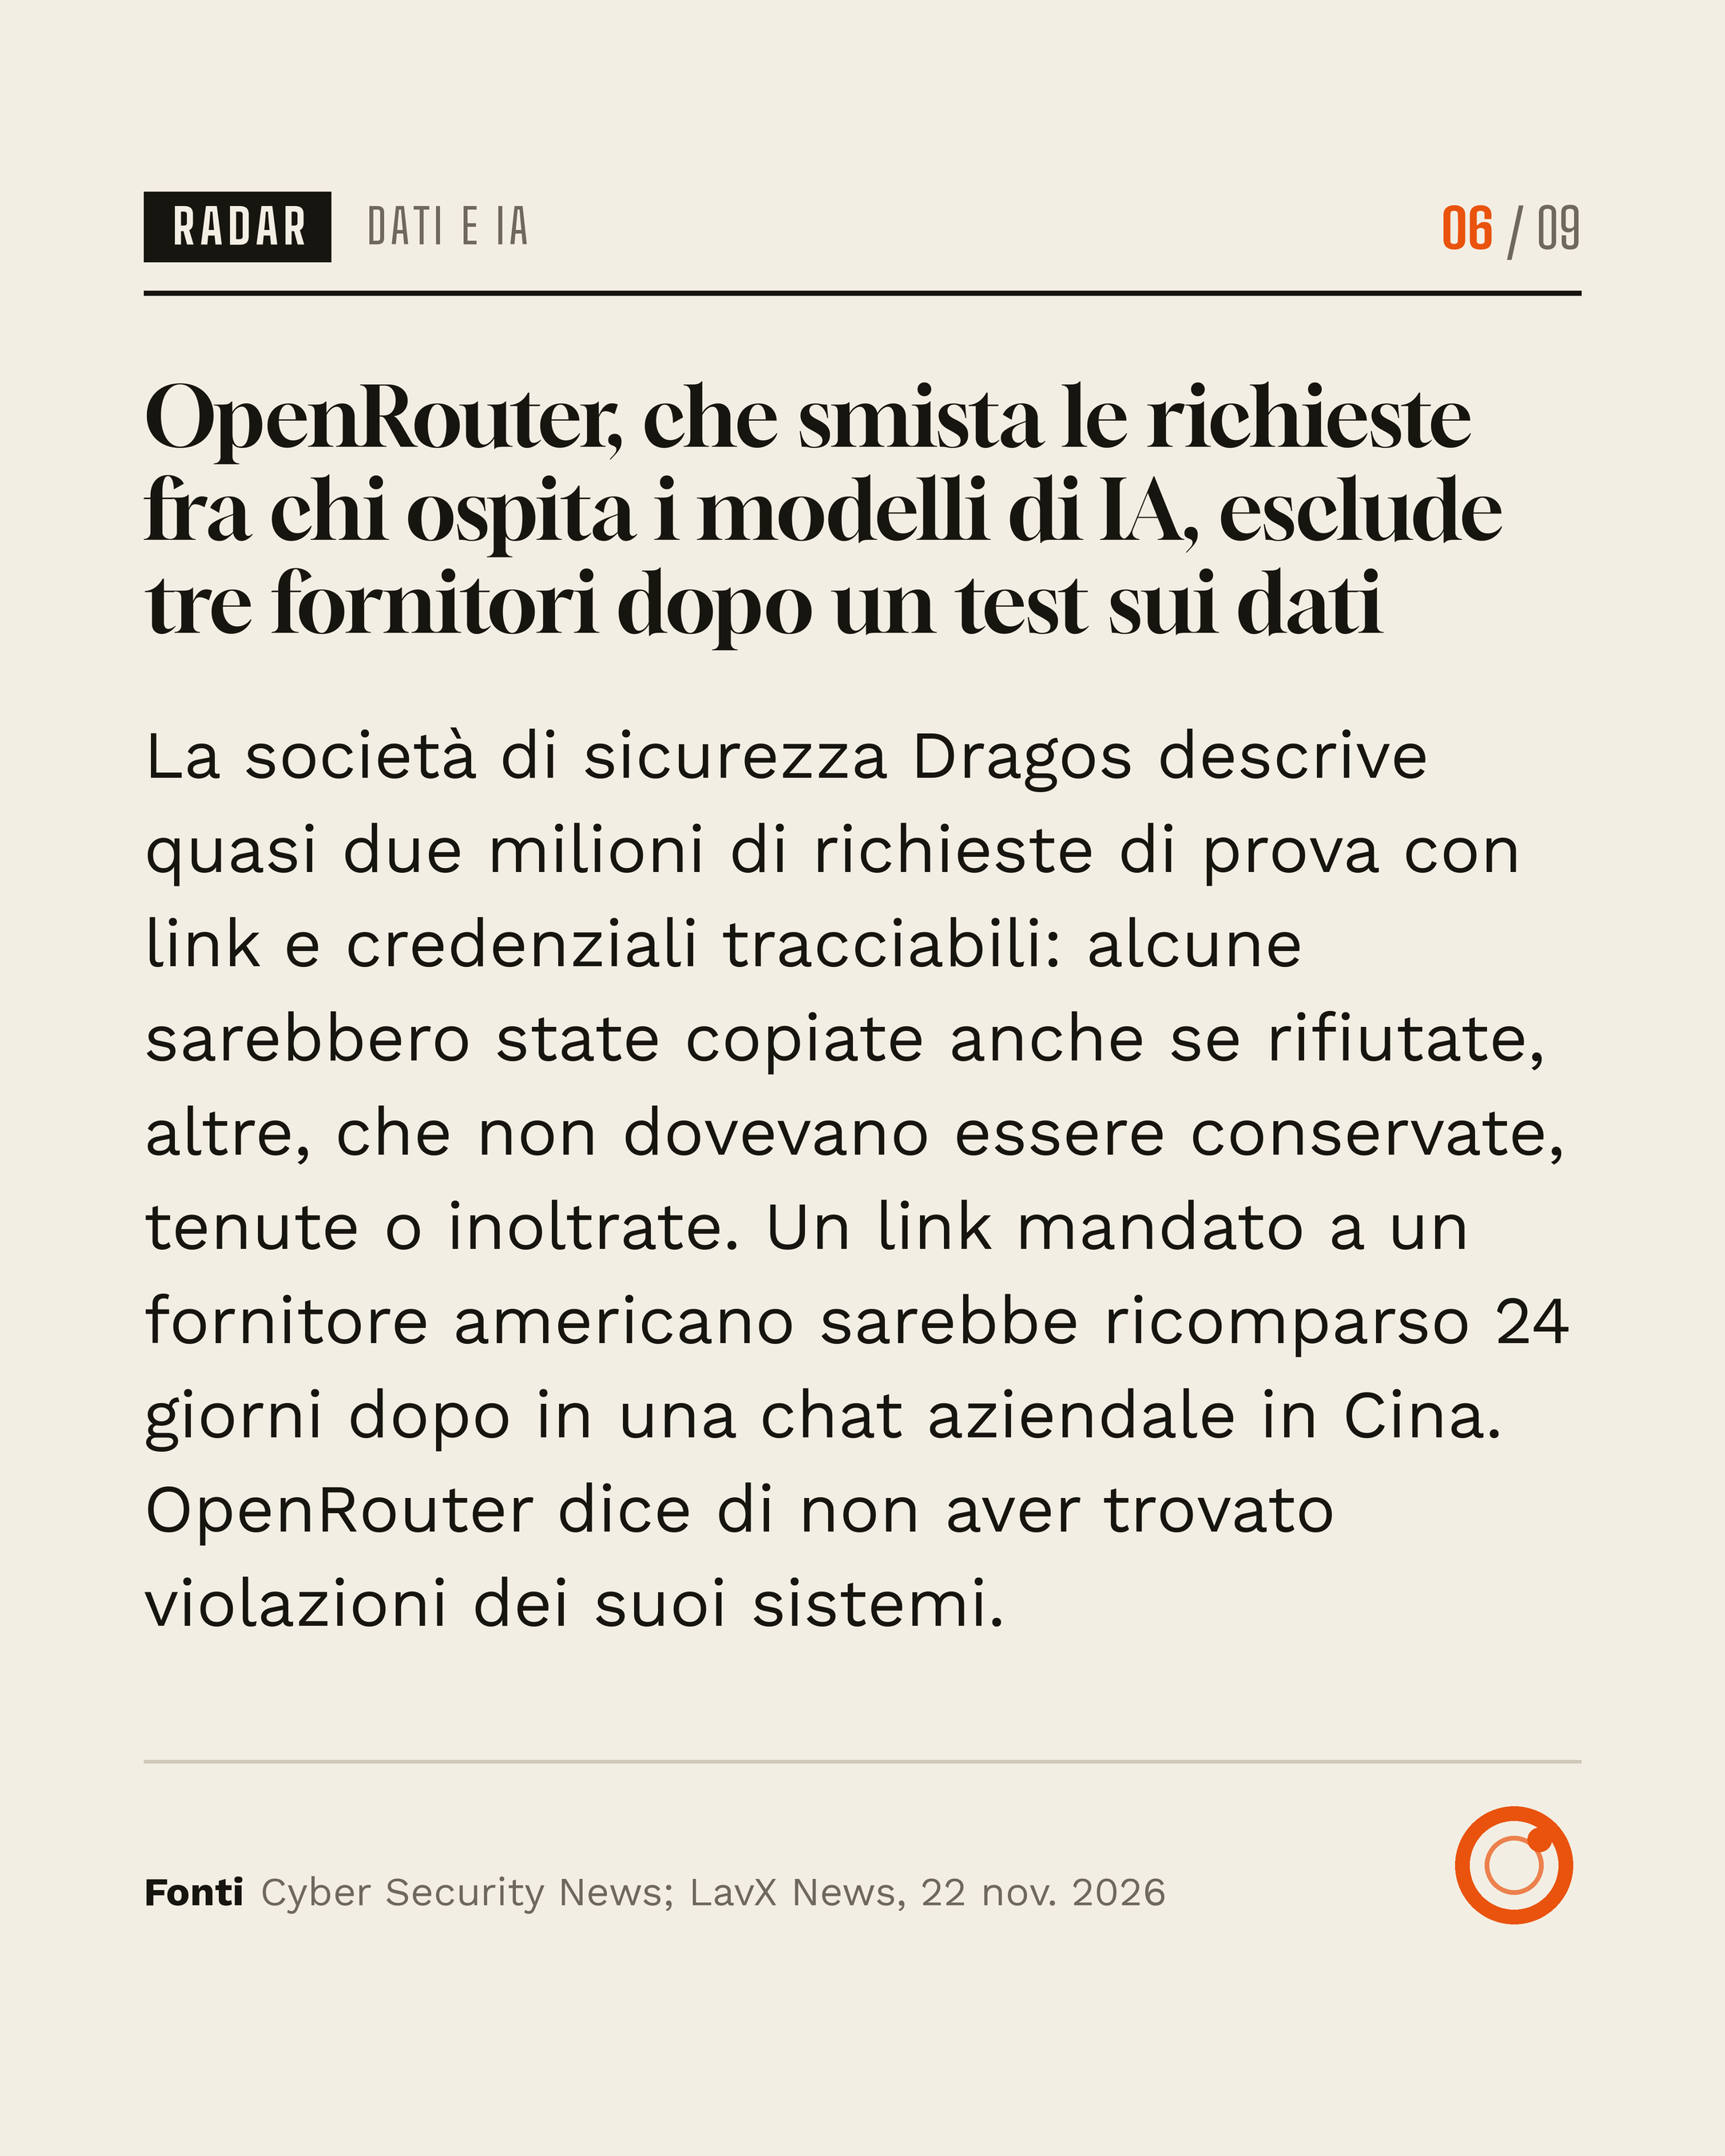 RADAR DATI E IA 06 / 09
OpenRouter, che smista le richieste
fra chi ospita i modelli di IA, esclude
tre fornitori dopo un test sui dati
La società di sicurezza Dragos descrive
quasi due milioni di richieste di prova con
link e credenziali tracciabili: alcune
sarebbero state copiate anche se rifiutate,
altre, che non dovevano essere conservate,
tenute o inoltrate. Un link mandato a un
fornitore americano sarebbe ricomparso 24
giorni dopo in una chat aziendale in Cina.
OpenRouter dice di non aver trovato
violazioni dei suoi sistemi.
Fonti Cyber Security News; LavX News, 22 nov. 2026